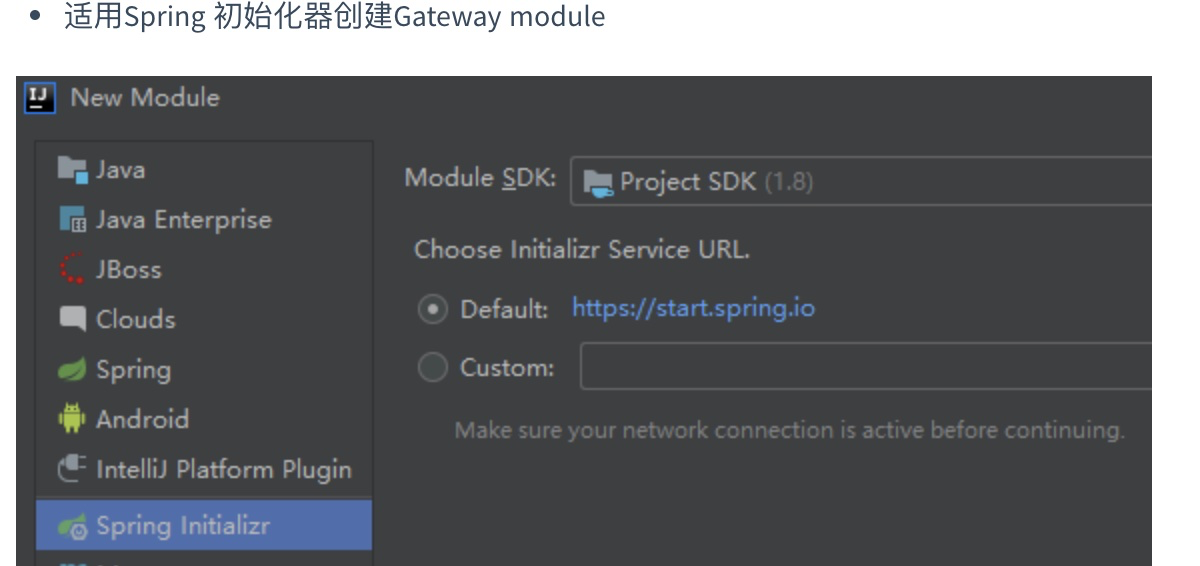 适用Spring 初始化器创建Gateway module
New Module
Java
Java Enterprise
JBoss
Clouds
Spring
Android
IntelliJ Platform Plugin
Spring Initializr
Module SDK: Project SDK (1.8)
Choose Initializr Service URL.
Default: https://start.spring.io
Custom:
Make sure your network connection is active before continuing.